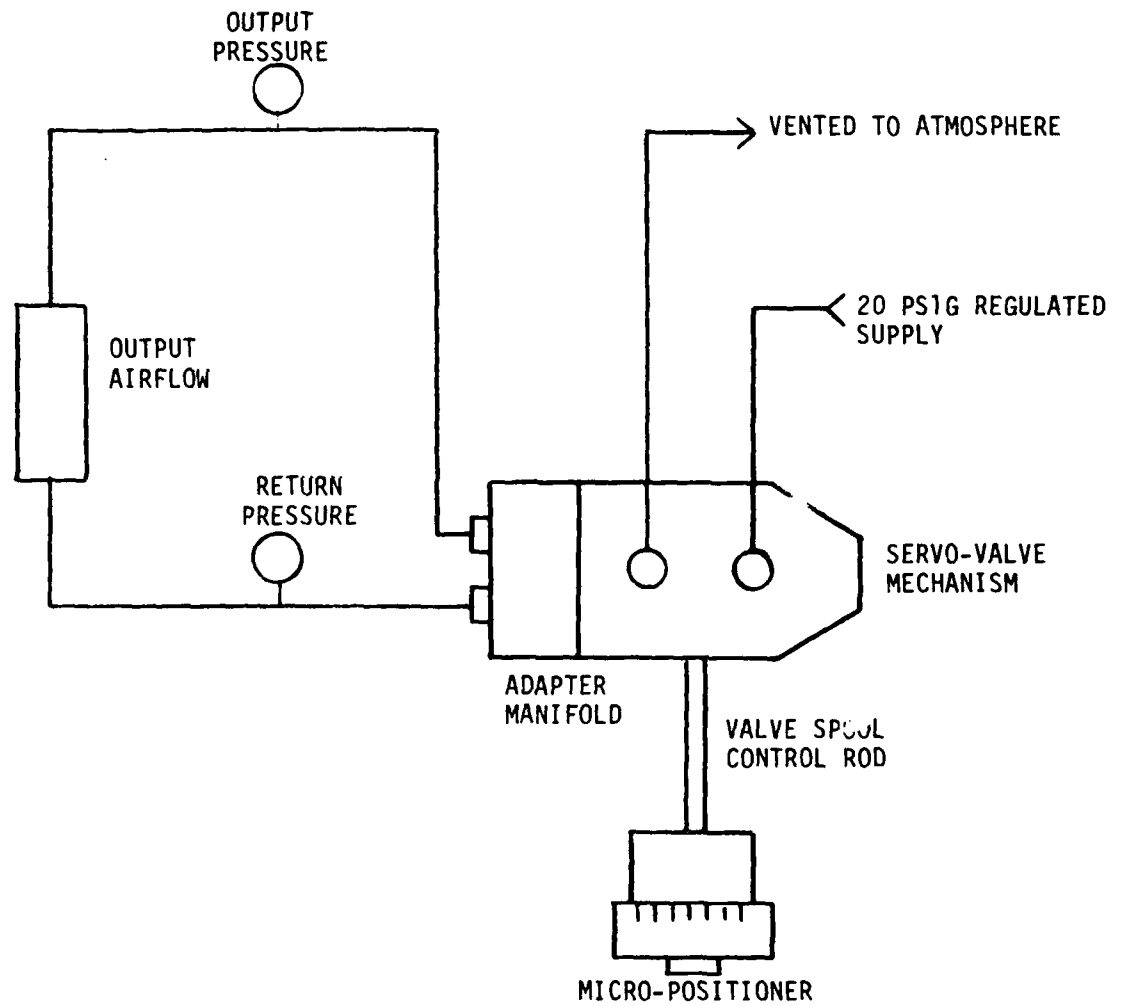 OUTPUT
PRESSURE
VENTED TO ATMOSPHERE
20 PSIG REGULATED
SUPPLY
OUTPUT
AIRFLOW
RETURN
PRESSURE
SERVO-VALVE
MECHANISM
ADAPTER
MANIFOLD
VALVE SPOOL
CONTROL ROD
MICRO-POSITIONER